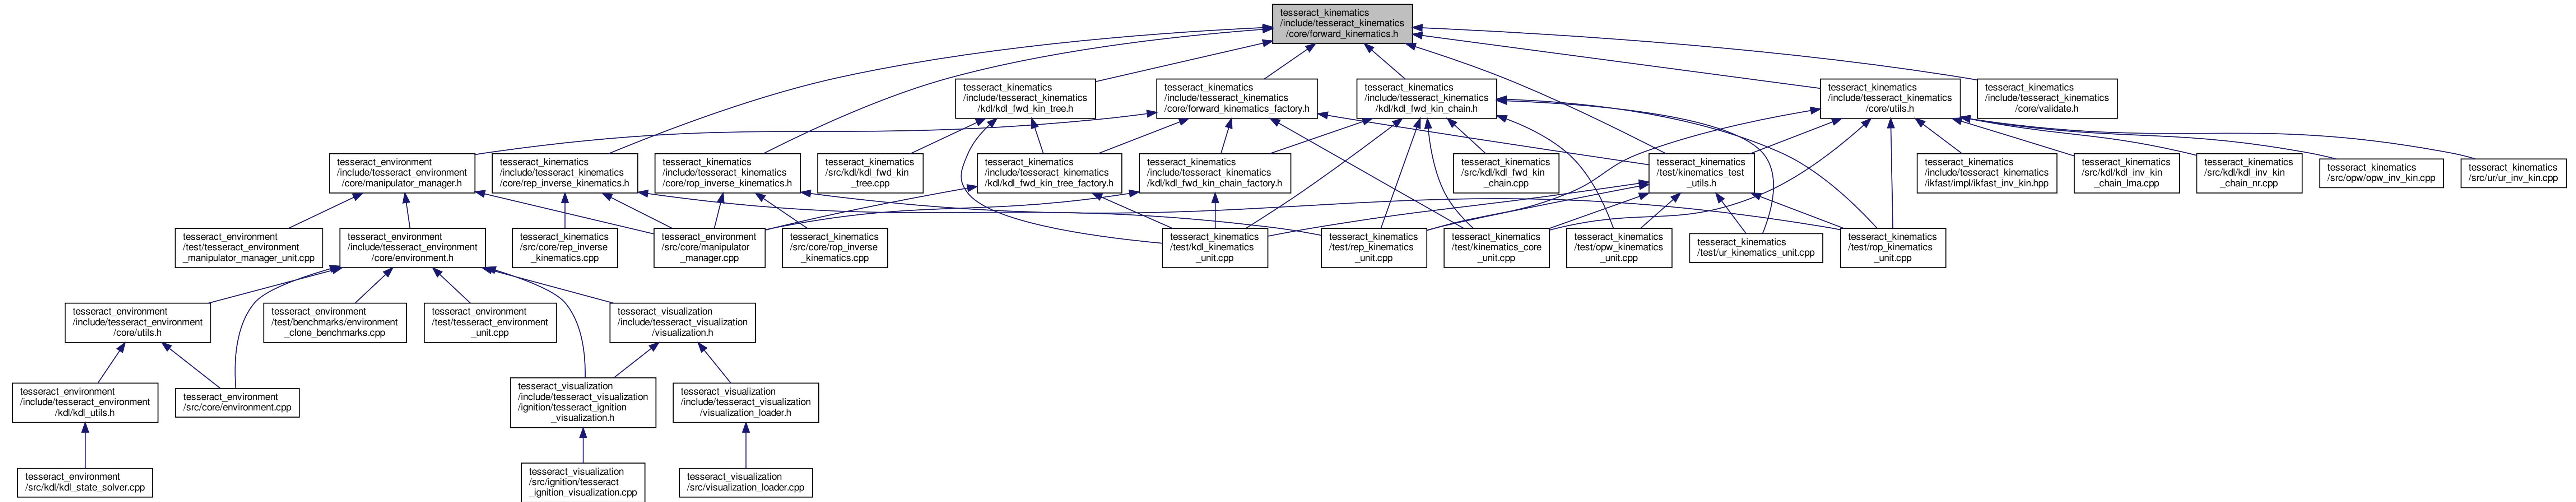 tesseract_kinematics
/include/tesseract_kinematics
/core/forward_kinematics.h
tesseract_kinematics
/include/tesseract_kinematics
/kdl/kdl_fwd_kin_tree.h
tesseract_kinematics
/include/tesseract_kinematics
/core/forward_kinematics_factory.h
tesseract_kinematics
/include/tesseract_kinematics
/kdl/kdl_fwd_kin_chain.h
tesseract_kinematics
/include/tesseract_kinematics
/core/utils.h
tesseract_kinematics
/include/tesseract_kinematics
/core/validate.h
tesseract_environment
/include/tesseract_environment
/core/manipulator_manager.h
tesseract_kinematics
/include/tesseract_kinematics
/core/rep_inverse_kinematics.h
tesseract_kinematics
/include/tesseract_kinematics
/core/rop_inverse_kinematics.h
tesseract_kinematics
/src/kdl/kdl_fwd_kin
_tree.cpp
tesseract_kinematics
/include/tesseract_kinematics
/kdl/kdl_fwd_kin_tree_factory.h
tesseract_kinematics
/include/tesseract_kinematics
/kdl/kdl_fwd_kin_chain_factory.h
tesseract_kinematics
/src/kdl/kdl_fwd_kin
_chain.cpp
tesseract_kinematics
/test/kinematics_test
_utils.h
tesseract_kinematics
/include/tesseract_kinematics
/ikfast/impl/ikfast_inv_kin.hpp
tesseract_kinematics
/src/kdl/kdl_inv_kin
_chain_lma.cpp
tesseract_kinematics
/src/kdl/kdl_inv_kin
_chain_nr.cpp
tesseract_kinematics
/src/opw/opw_inv_kin.cpp
tesseract_kinematics
/src/ur/ur_inv_kin.cpp
tesseract_environment
/test/tesseract_environment
_manipulator_manager_unit.cpp
tesseract_environment
/include/tesseract_environment
/core/environment.h
tesseract_kinematics
/src/core/rep_inverse
_kinematics.cpp
tesseract_environment
/src/core/manipulator
_manager.cpp
tesseract_kinematics
/src/core/rop_inverse
_kinematics.cpp
tesseract_kinematics
/test/kdl_kinematics
_unit.cpp
tesseract_kinematics
/test/rep_kinematics
_unit.cpp
tesseract_kinematics
/test/kinematics_core
_unit.cpp
tesseract_kinematics
/test/opw_kinematics
_unit.cpp
tesseract_kinematics
/test/ur_kinematics_unit.cpp
tesseract_kinematics
/test/rop_kinematics
_unit.cpp
tesseract_environment
/include/tesseract_environment
/core/utils.h
tesseract_environment
/test/benchmarks/environment
_clone_benchmarks.cpp
tesseract_environment
/test/tesseract_environment
_unit.cpp
tesseract_visualization
/include/tesseract_visualization
/visualization.h
tesseract_environment
/include/tesseract_environment
/kdl/kdl_utils.h
tesseract_environment
/src/core/environment.cpp
tesseract_visualization
/include/tesseract_visualization
/ignition/tesseract_ignition
_visualization.h
tesseract_visualization
/include/tesseract_visualization
/visualization_loader.h
tesseract_environment
/src/kdl/kdl_state_solver.cpp
tesseract_visualization
/src/ignition/tesseract
_ignition_visualization.cpp
tesseract_visualization
/src/visualization_loader.cpp